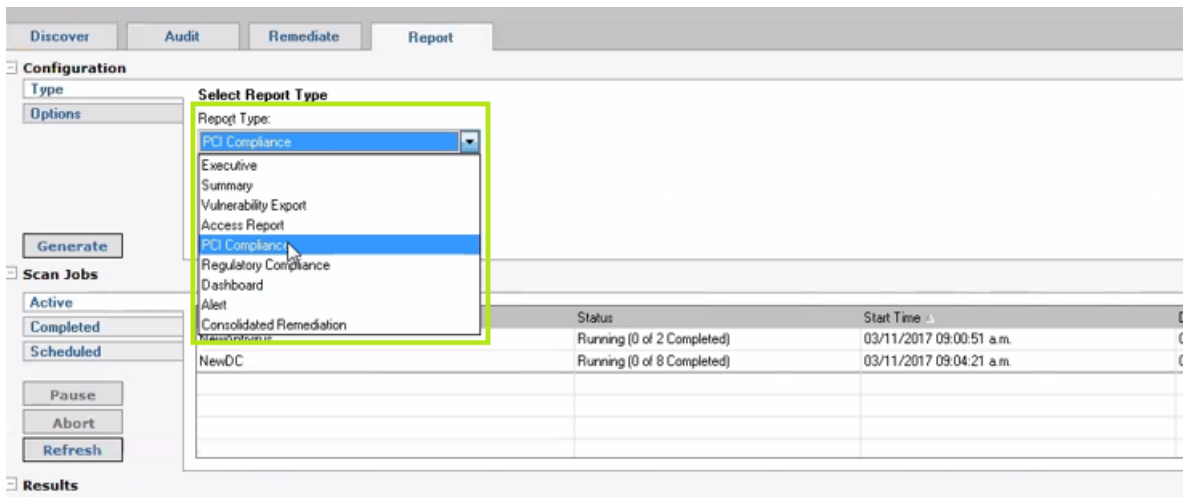 Discover Audit Remediate Report
Configuration
Type
Options
Select Report Type
Report Type:
PCI Compliance
Executive
Summary
Vulnerability Export
Access Report
PCI Compliance
Regulatory Compliance
Dashboard
Alert
Consolidated Remediation
Generate
Scan Jobs
Active
Completed
Scheduled
Status Start Time
Running (0 of 2 Completed) 03/11/2017 09:00:51 a.m.
NewDC Running (0 of 8 Completed) 03/11/2017 09:04:21 a.m.
Pause
Abort
Refresh
Results